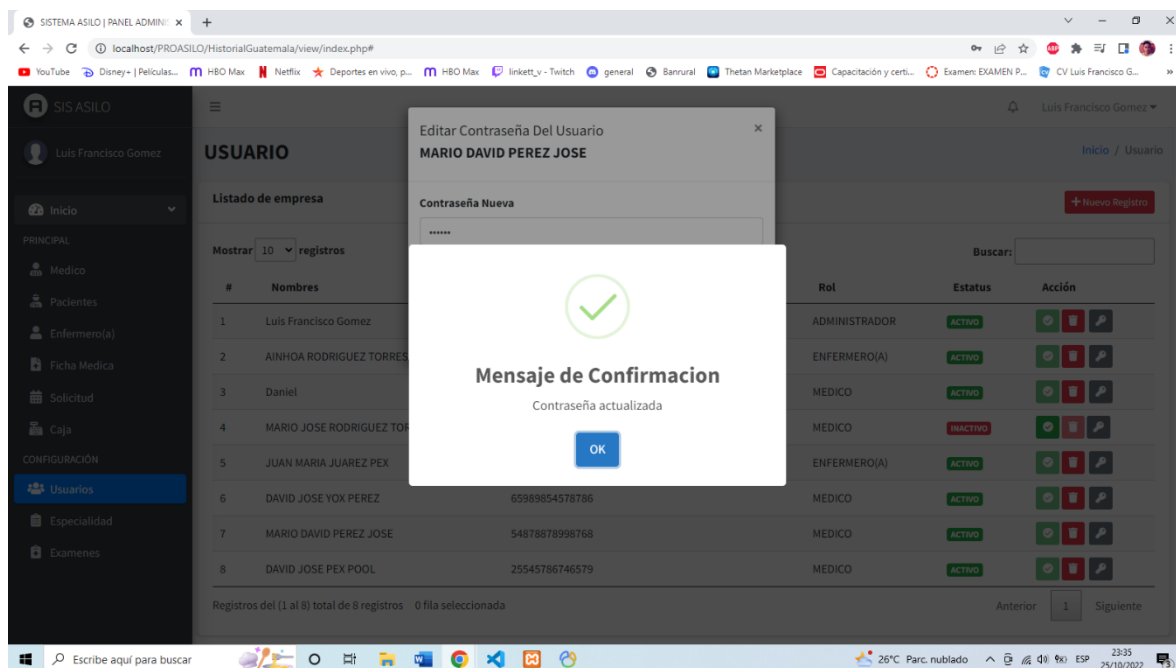 SISTEMA ASILO | PANEL ADMINI
localhost/PROASILO/HistorialGuatemala/view/index.php#
YouTube Disney+ | Películas... HBO Max Netflix Deportes en vivo, p... HBO Max linkett_v - Twitch general Banrural Thetan Marketplace Capacitación y certi... Examen: EXAMEN P... CV Luis Francisco G...
SIS ASILO
Luis Francisco Gomez
Luis Francisco Gomez
USUARIO
Inicio / Usuario
Inicio
PRINCIPAL
Medico
Pacientes
Enfermero(a)
Ficha Medica
Solicitud
Caja
CONFIGURACIÓN
Usuarios
Especialidad
Examenes
Editar Contraseña Del Usuario ×
MARIO DAVID PEREZ JOSE
Contraseña Nueva
••••••
Mensaje de Confirmacion
Contraseña actualizada
OK
Listado de empresa
+ Nuevo Registro
Mostrar 10 registros
Buscar:
# Nombres Rol Estatus Acción
1 Luis Francisco Gomez ADMINISTRADOR ACTIVO
2 AINHOA RODRIGUEZ TORRES ENFERMERO(A) ACTIVO
3 Daniel MEDICO ACTIVO
4 MARIO JOSE RODRIGUEZ TOR MEDICO INACTIVO
5 JUAN MARIA JUAREZ PEX ENFERMERO(A) ACTIVO
6 DAVID JOSE YOX PEREZ 65989854578786 MEDICO ACTIVO
7 MARIO DAVID PEREZ JOSE 54878878998768 MEDICO ACTIVO
8 DAVID JOSE PEX POOL 25545786746579 MEDICO ACTIVO
Registros del (1 al 8) total de 8 registros 0 fila seleccionada
Anterior 1 Siguiente
Escribe aquí para buscar
26°C Parc. nublado
ESP
23:35
25/10/2022